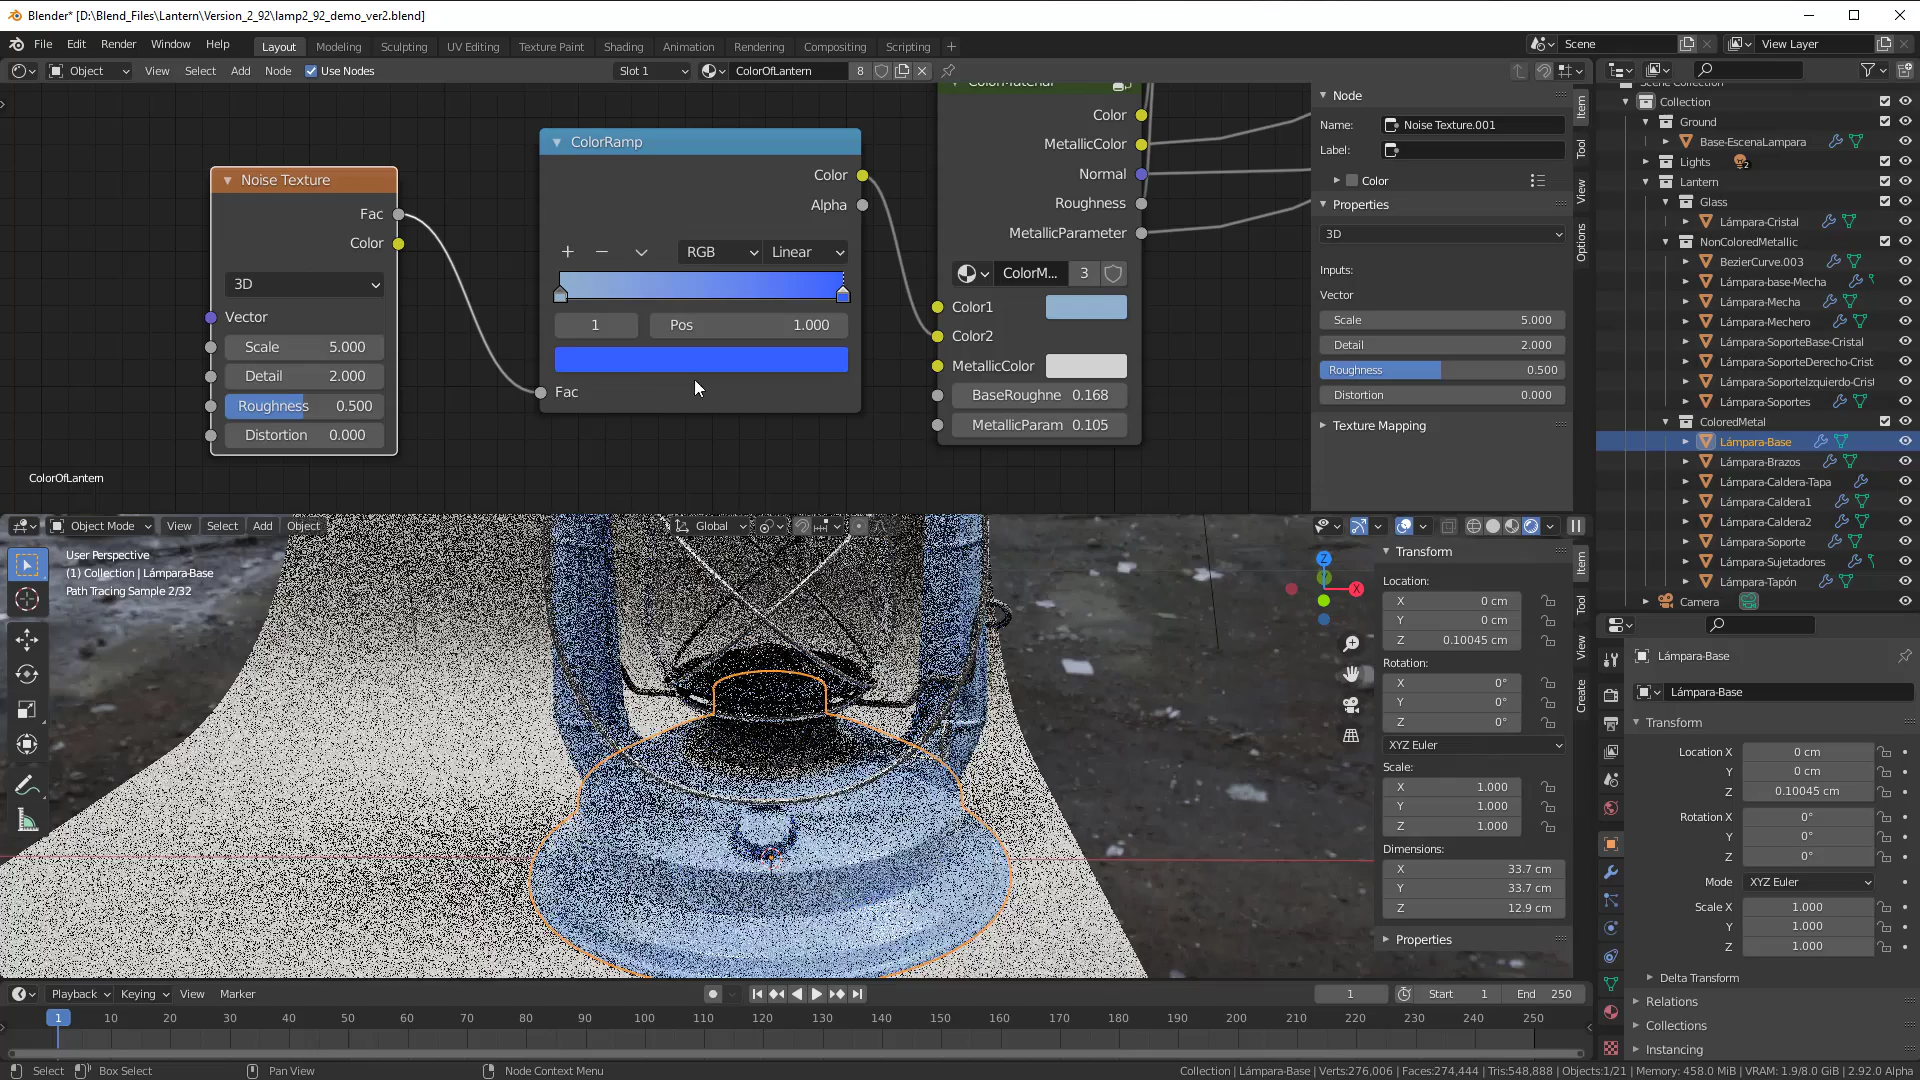 Blender* [D:\Blend_Files\Lantern\Version_2_92\lamp2_92_demo_ver2.blend]
File Edit Render Window Help Layout Modeling Sculpting UV Editing Texture Paint Shading Animation Rendering Compositing Scripting + Scene View Layer
Object View Select Add Node Use Nodes Slot 1 ColorOfLantern 8
Noise Texture
Fac
Color
3D
Vector
Scale 5.000
Detail 2.000
Roughness 0.500
Distortion 0.000
ColorOfLantern
ColorRamp
Color
Alpha
RGB Linear
1 Pos 1.000
Fac
Color
MetallicColor
Normal
Roughness
MetallicParameter
ColorM... 3
Color1
Color2
MetallicColor
BaseRoughne 0.168
MetallicParam 0.105
Node
Name: Noise Texture.001
Label:
Color
Properties
3D
Inputs:
Vector
Scale 5.000
Detail 2.000
Roughness 0.500
Distortion 0.000
Texture Mapping
Item
Tool
View
Options
Collection
Ground
Base-EscenaLampara
Lights 2
Lantern
Glass
Lámpara-Cristal
NonColoredMetallic
BezierCurve.003
Lámpara-base-Mecha
Lámpara-Mecha
Lámpara-Mechero
Lámpara-SoporteBase-Cristal
Lámpara-SoporteDerecho-Crist
Lámpara-SoporteIzquierdo-Crist
Lámpara-Soportes
ColoredMetal
Lámpara-Base
Lámpara-Brazos
Lámpara-Caldera-Tapa
Lámpara-Caldera1
Lámpara-Caldera2
Lámpara-Soporte
Lámpara-Sujetadores
Lámpara-Tapón
Camera
Object Mode View Select Add Object Global
User Perspective
(1) Collection | Lámpara-Base
Path Tracing Sample 2/32
Z
Y
X
Transform
Location:
X 0 cm
Y 0 cm
Z 0.10045 cm
Rotation:
X 0°
Y 0°
Z 0°
XYZ Euler
Scale:
X 1.000
Y 1.000
Z 1.000
Dimensions:
X 33.7 cm
Y 33.7 cm
Z 12.9 cm
Properties
Item
Tool
View
Create
Lámpara-Base
Lámpara-Base
Transform
Location X 0 cm
Y 0 cm
Z 0.10045 cm
Rotation X 0°
Y 0°
Z 0°
Mode XYZ Euler
Scale X 1.000
Y 1.000
Z 1.000
Delta Transform
Relations
Collections
Instancing
Playback Keying View Marker 1 Start 1 End 250
1 10 20 30 40 50 60 70 80 90 100 110 120 130 140 150 160 170 180 190 200 210 220 230 240 250
Select Box Select Pan View Node Context Menu Collection | Lámpara-Base | Verts:276,006 | Faces:274,444 | Tris:548,888 | Objects:1/21 | Memory: 458.0 MiB | VRAM: 1.9/8.0 GiB | 2.92.0 Alpha